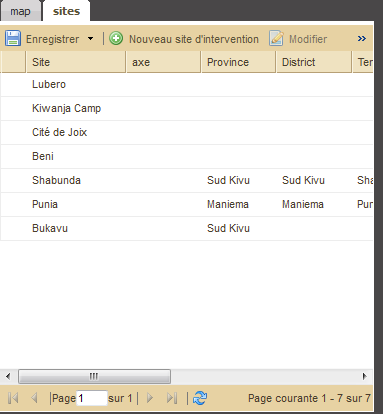 map sites
Enregistrer Nouveau site d'intervention Modifier »
Site axe Province District Ter
Lubero
Kiwanja Camp
Cité de Joix
Beni
Shabunda Sud Kivu Sud Kivu Sha
Punia Maniema Maniema Pun
Bukavu Sud Kivu
Page 1 sur 1 Page courante 1 - 7 sur 7